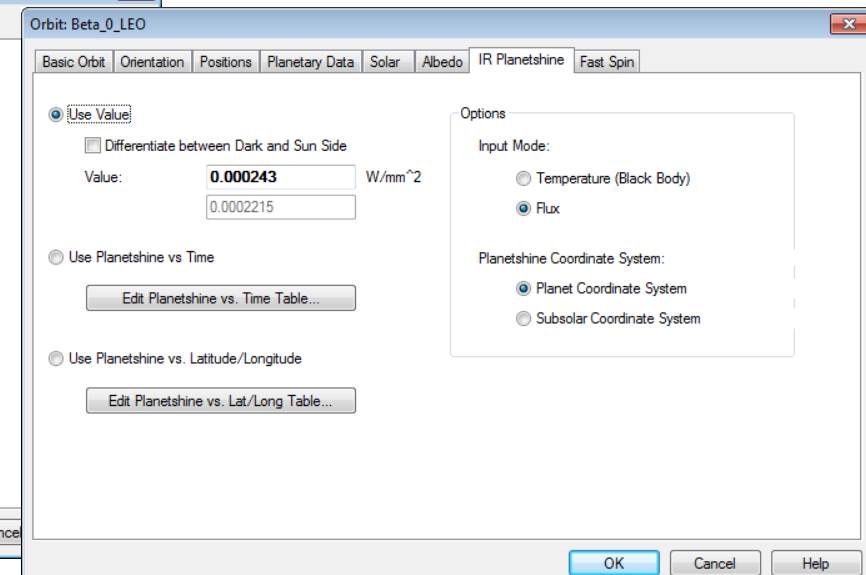 Orbit: Beta_0_LEO
Basic Orbit Orientation Positions Planetary Data Solar Albedo IR Planetshine Fast Spin
Use Value
Differentiate between Dark and Sun Side
Value: 0.000243 W/mm^2
0.0002215
Use Planetshine vs Time
Edit Planetshine vs. Time Table...
Use Planetshine vs. Latitude/Longitude
Edit Planetshine vs. Lat/Long Table...
Options
Input Mode:
Temperature (Black Body)
Flux
Planetshine Coordinate System:
Planet Coordinate System
Subsolar Coordinate System
ncel
OK Cancel Help